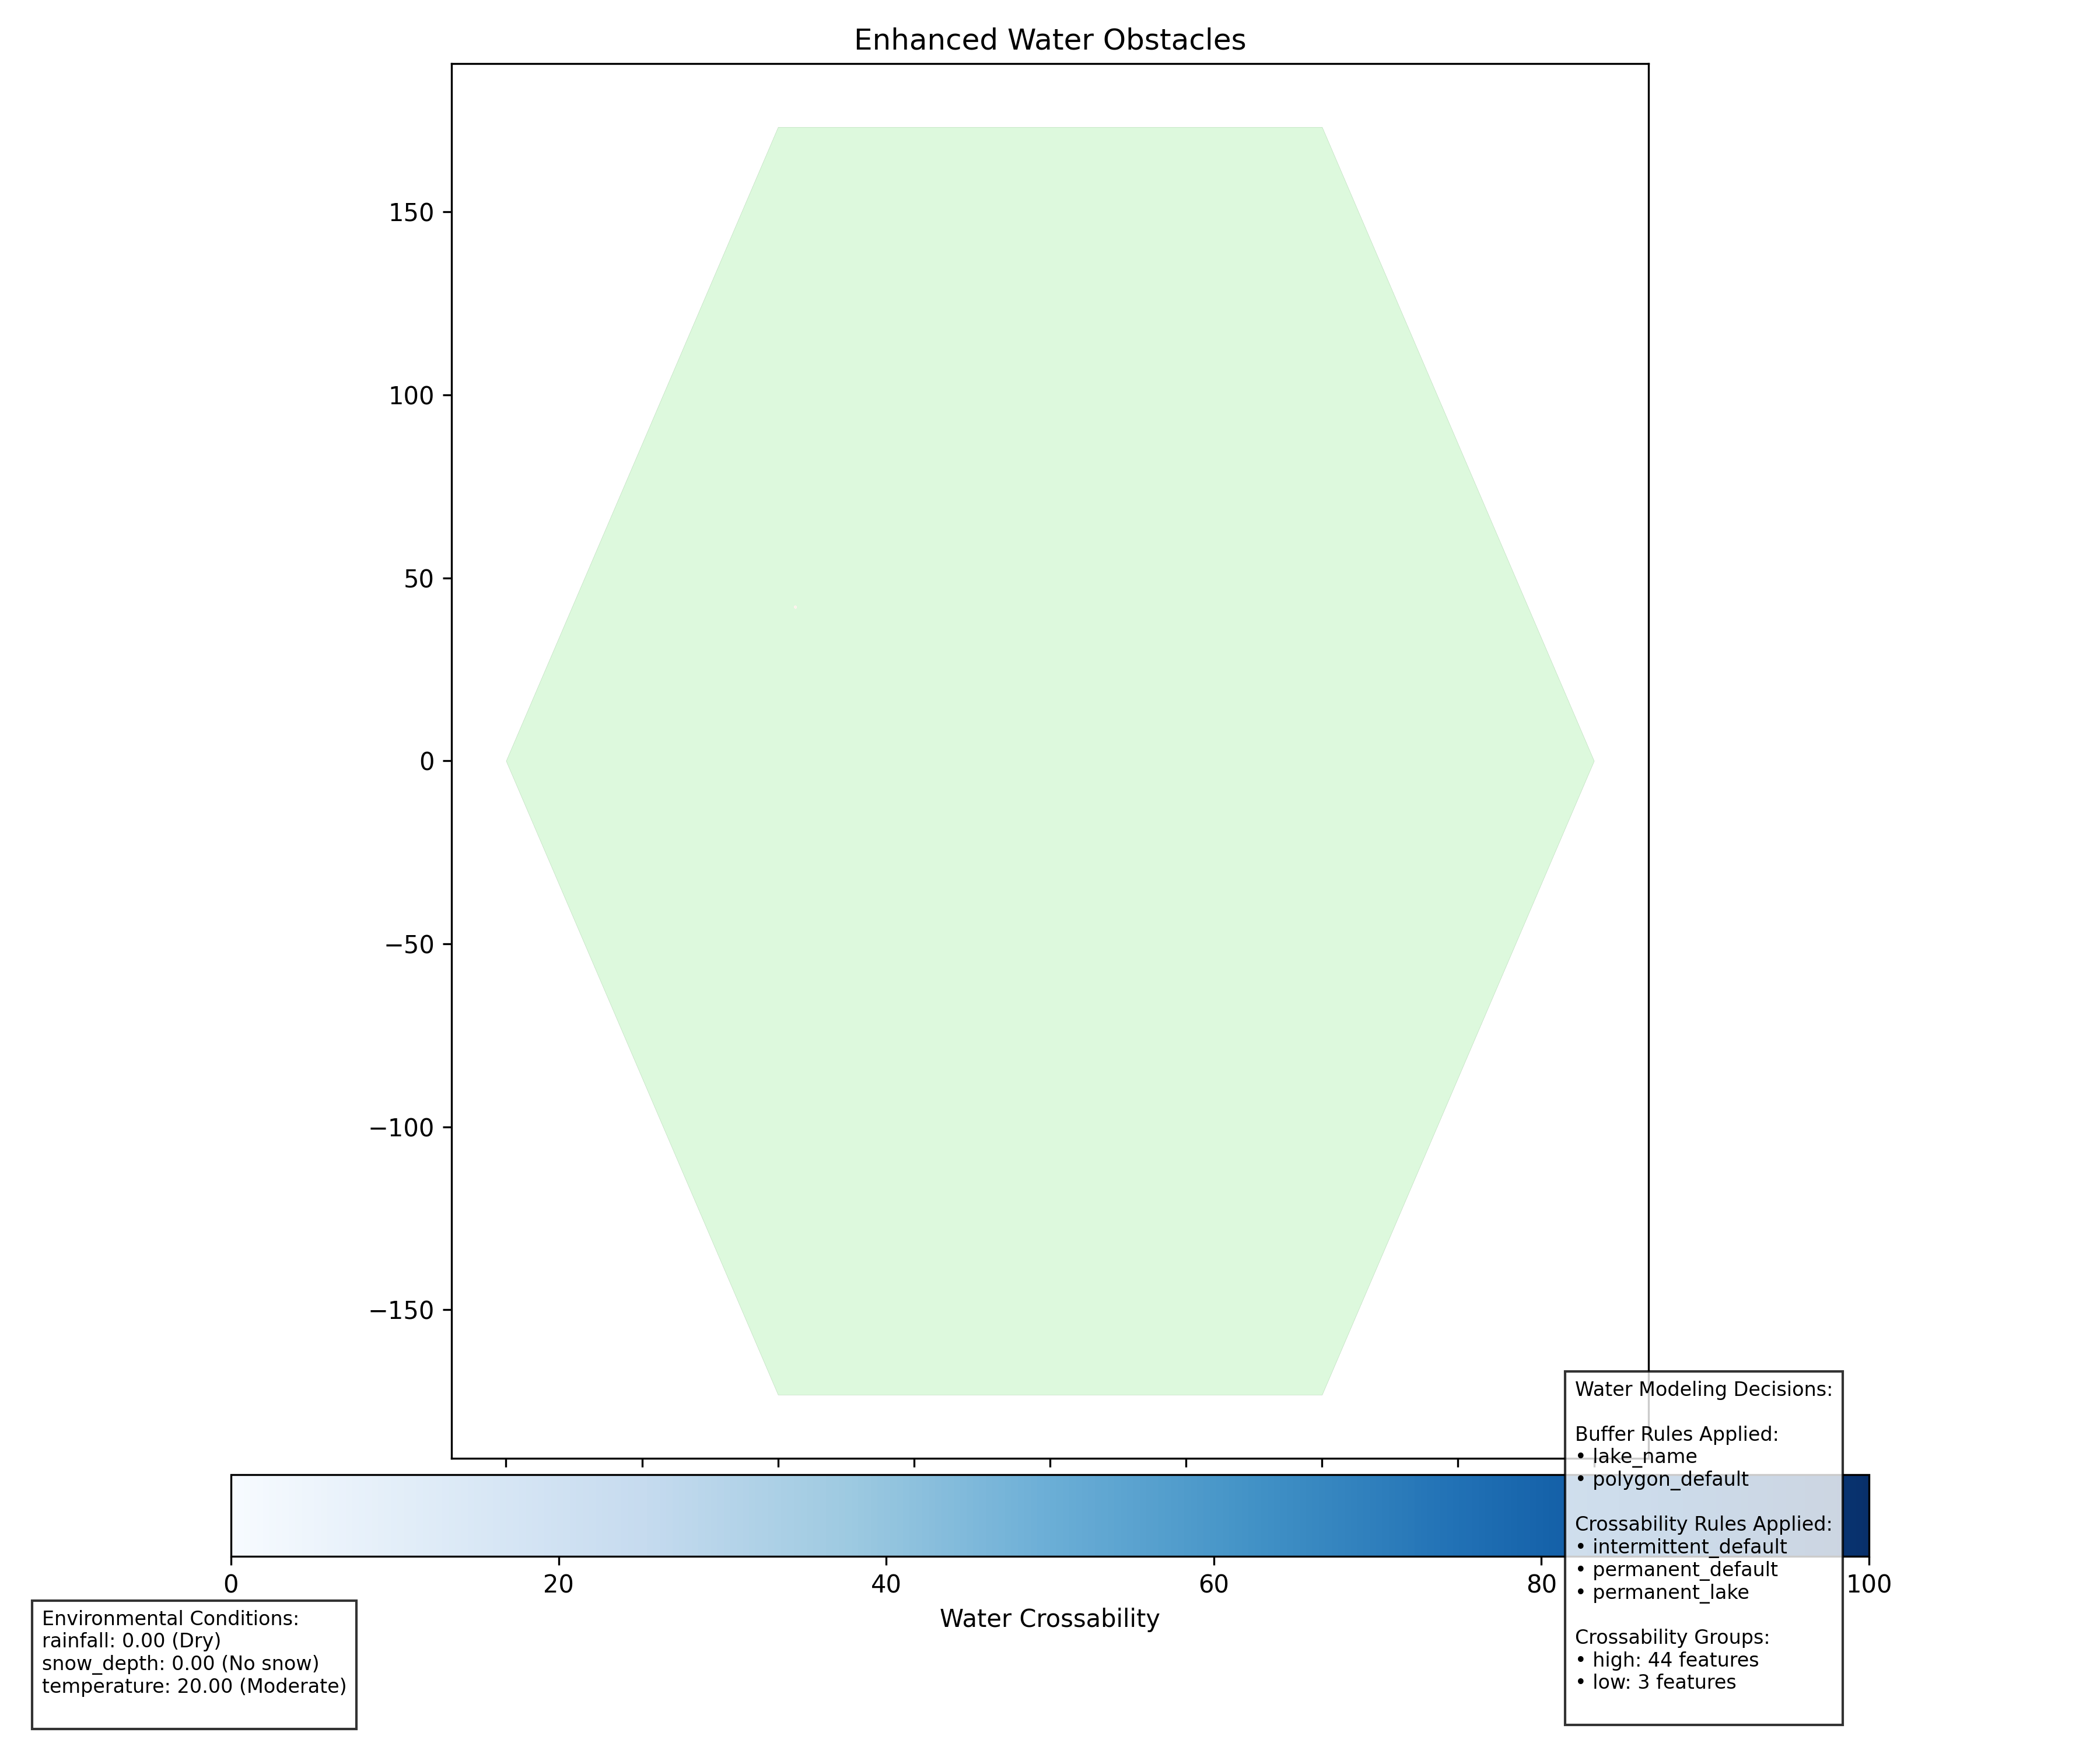 Enhanced Water Obstacles
150
100
50
0
−50
−100
−150
0
20
40
60
80
100
Water Crossability
Environmental Conditions:
rainfall: 0.00 (Dry)
snow_depth: 0.00 (No snow)
temperature: 20.00 (Moderate)
Water Modeling Decisions:
Buffer Rules Applied:
• lake_name
• polygon_default
Crossability Rules Applied:
• intermittent_default
• permanent_default
• permanent_lake
Crossability Groups:
• high: 44 features
• low: 3 features